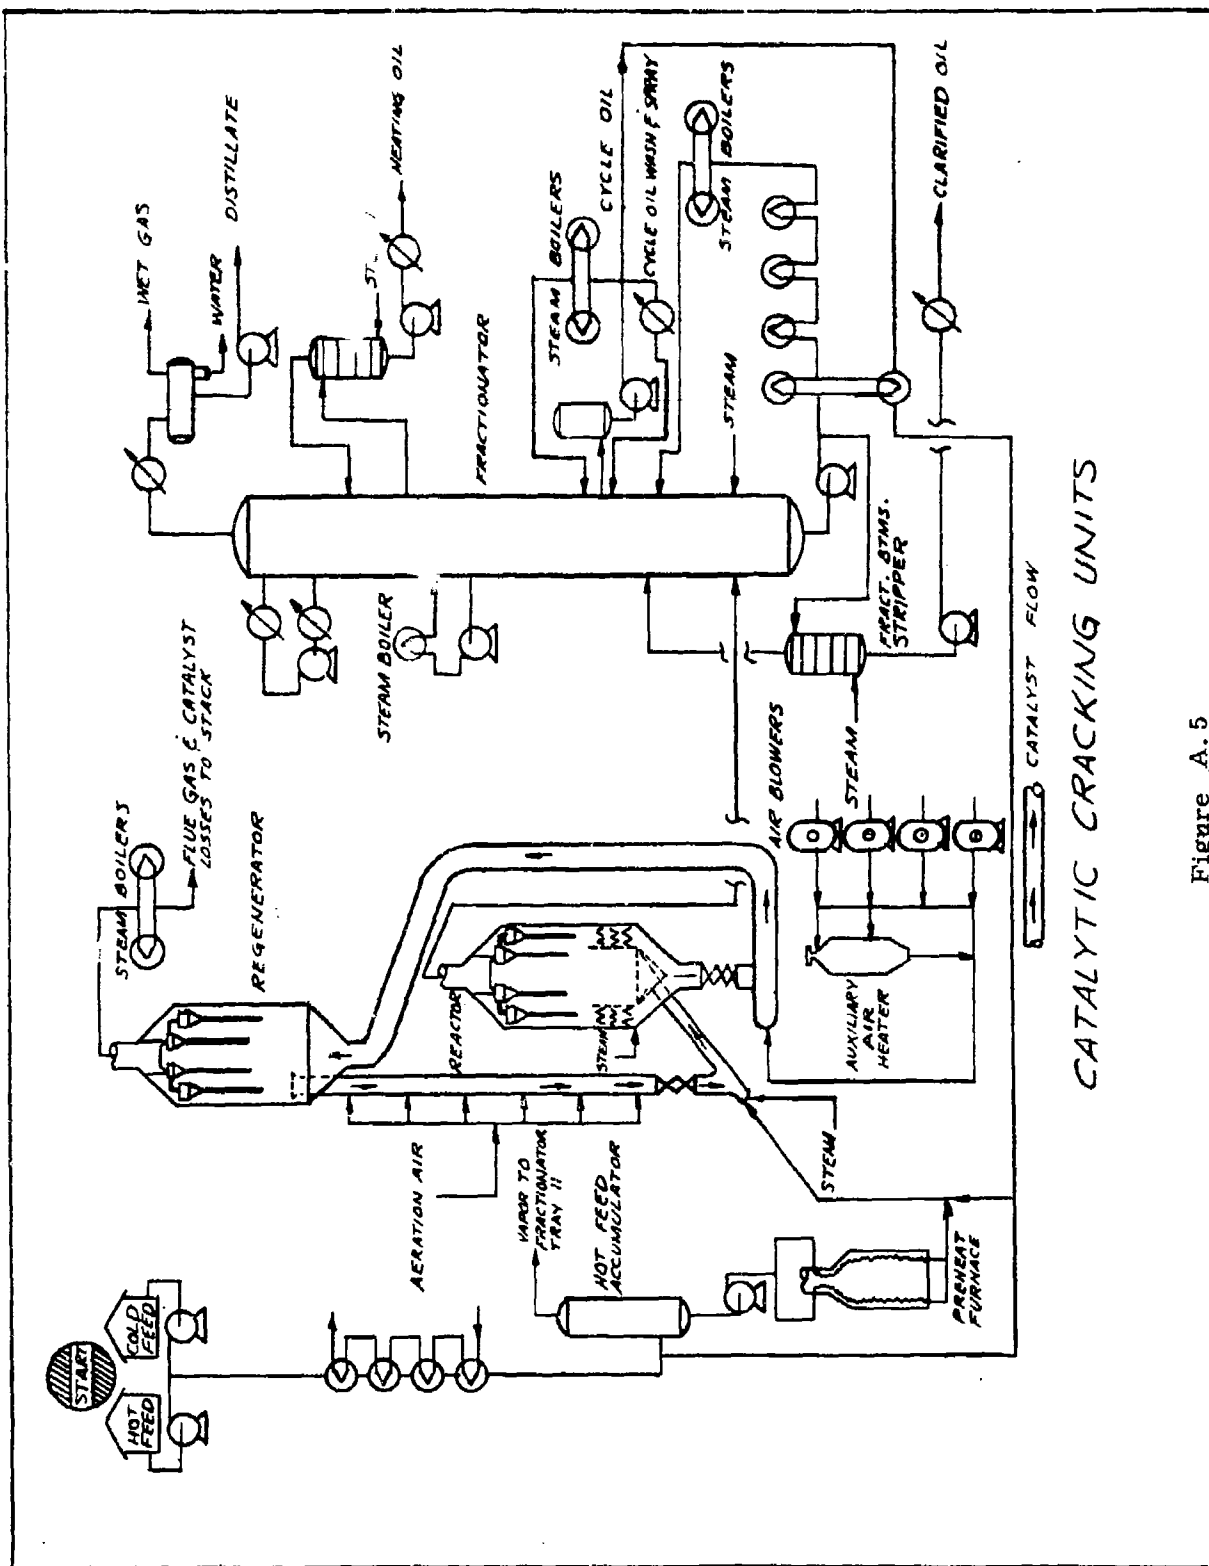 START
HOT
FEED
COLD
FEED
AERATION AIR
VAPOR TO
FRACTIONATOR
TRAY 11
HOT FEED
ACCUMULATOR
PREHEAT
FURNACE
STEAM
STEAM BOILERS
FLUE GAS & CATALYST
LOSSES TO STACK
REGENERATOR
REACTOR
STEAM
AUXILIARY
AIR
HEATER
AIR BLOWERS
STEAM
FRACT. BTMS.
STRIPPER
STEAM BOILER
FRACTIONATOR
WET GAS
WATER
DISTILLATE
ST.
HEATING OIL
STEAM BOILERS
CYCLE OIL
CYCLE OIL WASH & SPRAY
STEAM BOILERS
STEAM
CLARIFIED OIL
CATALYST FLOW
CATALYTIC CRACKING UNITS
Figure A.5